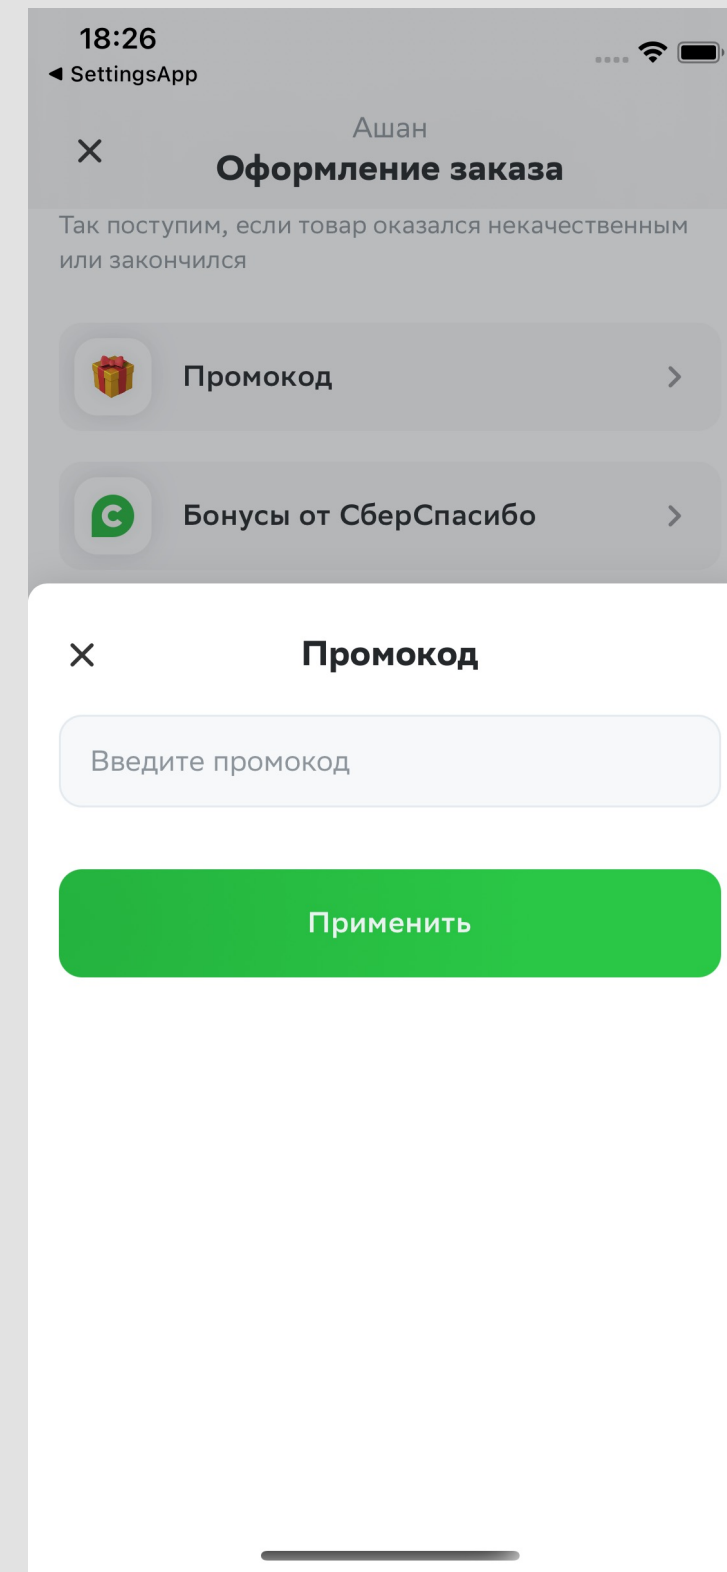 18:26
◀ SettingsApp
Ашан
Оформление заказа
Так поступим, если товар оказался некачественным
или закончился
Промокод
Бонусы от СберСпасибо
Промокод
Введите промокод
Применить